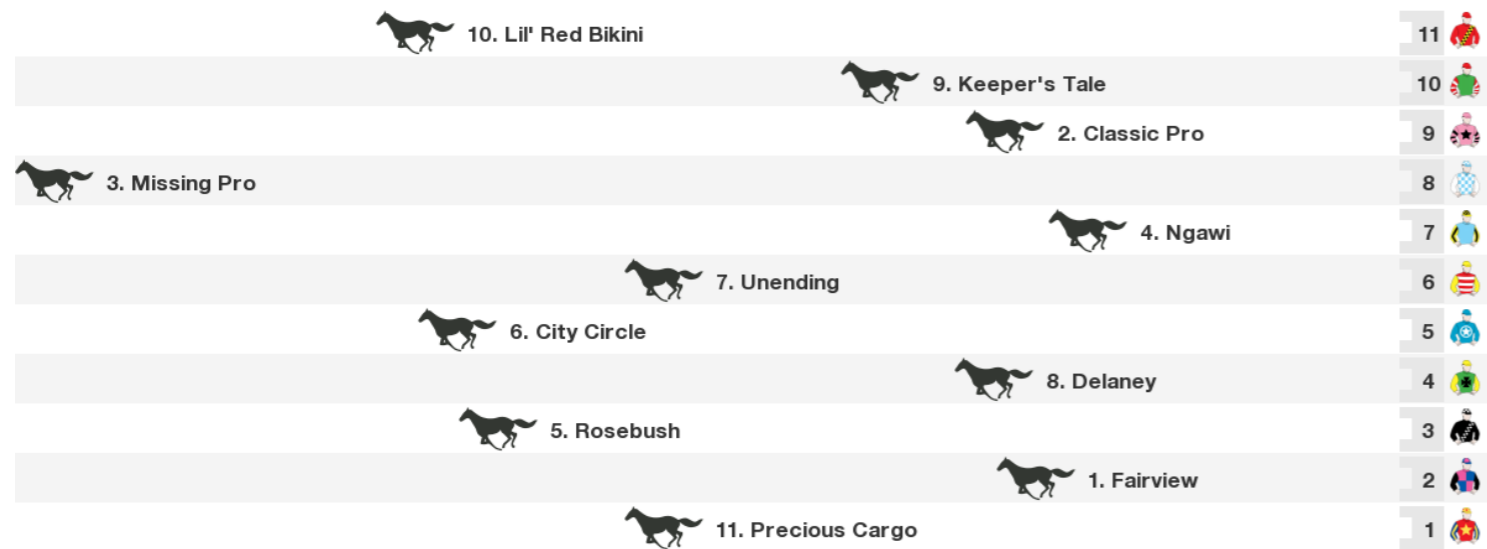 10. Lil' Red Bikini 11
9. Keeper's Tale 10
2. Classic Pro 9
3. Missing Pro 8
4. Ngawi 7
7. Unending 6
6. City Circle 5
8. Delaney 4
5. Rosebush 3
1. Fairview 2
11. Precious Cargo 1